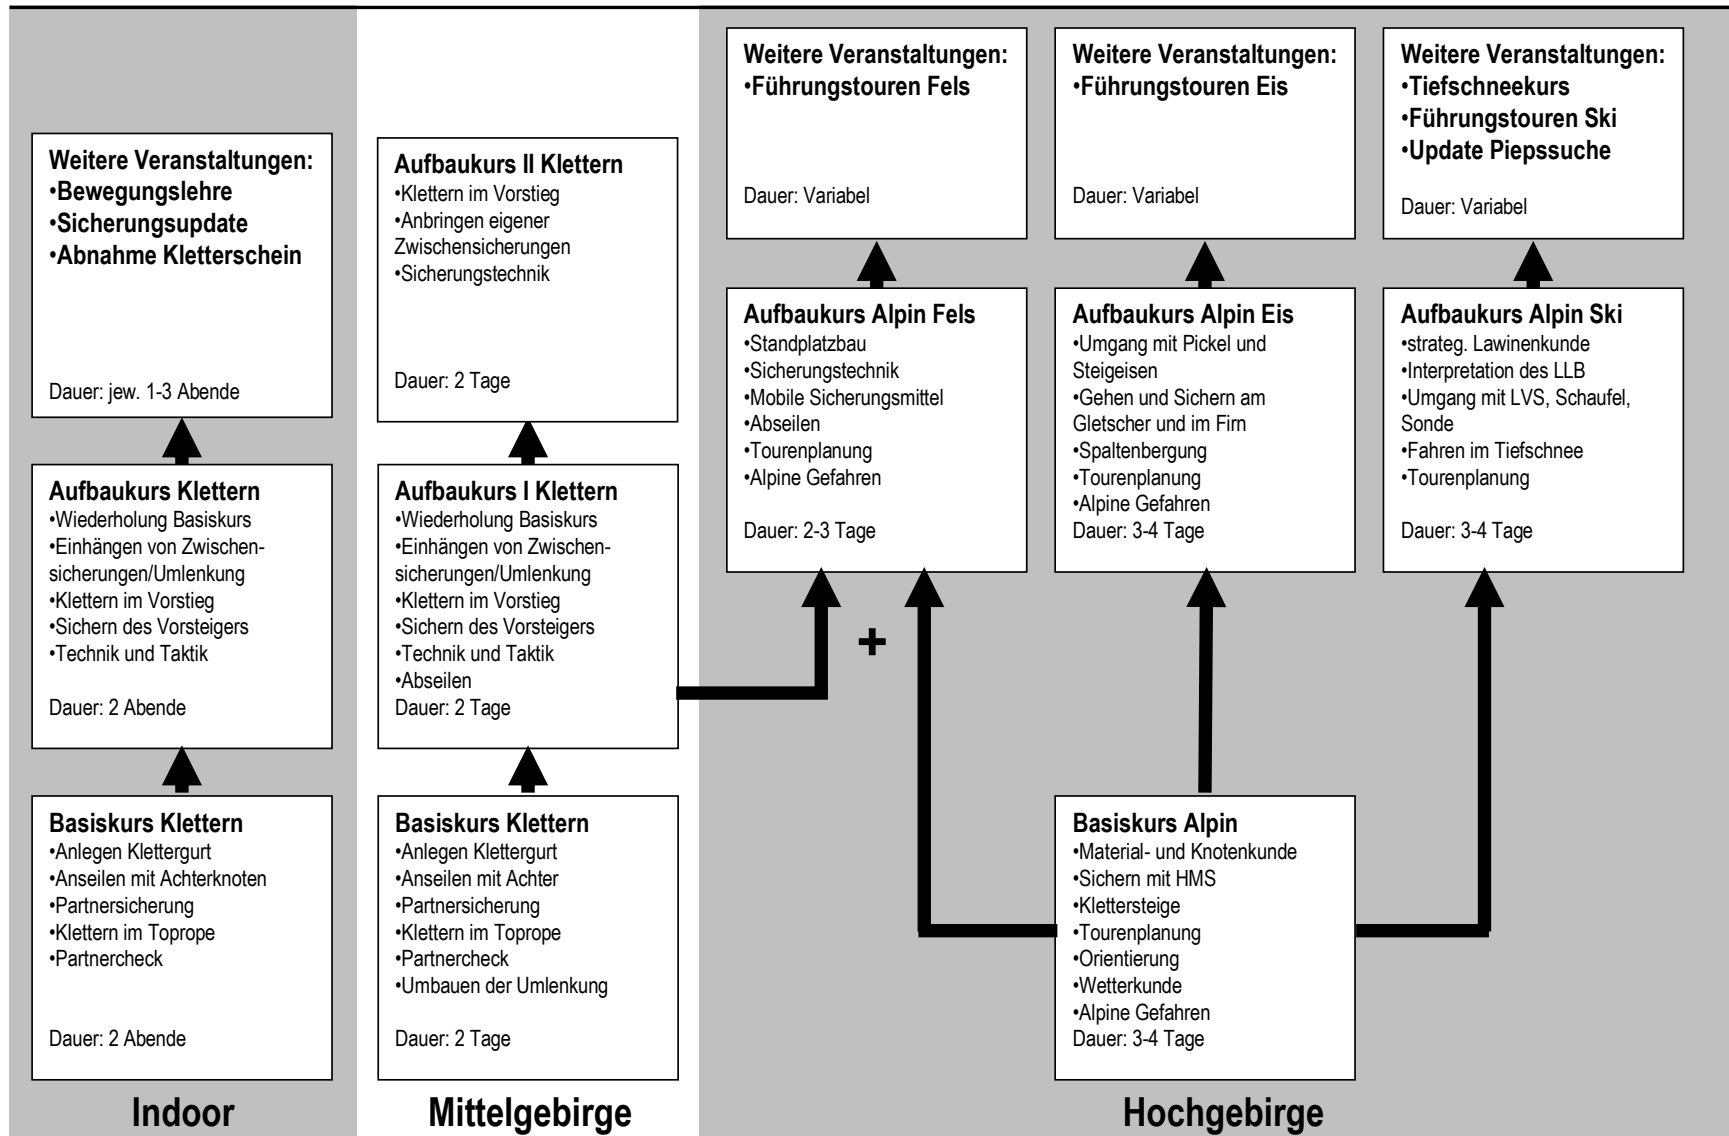 Weitere Veranstaltungen:
•Bewegungslehre
•Sicherungsupdate
•Abnahme Kletterschein
Dauer: jew. 1-3 Abende
Aufbaukurs Klettern
•Wiederholung Basiskurs
•Einhängen von Zwischen-
sicherungen/Umlenkung
•Klettern im Vorstieg
•Sichern des Vorsteigers
•Technik und Taktik
Dauer: 2 Abende
Basiskurs Klettern
•Anlegen Klettergurt
•Anseilen mit Achterknoten
•Partnersicherung
•Klettern im Toprope
•Partnercheck
Dauer: 2 Abende
Indoor
Aufbaukurs II Klettern
•Klettern im Vorstieg
•Anbringen eigener
Zwischensicherungen
•Sicherungstechnik
Dauer: 2 Tage
Aufbaukurs I Klettern
•Wiederholung Basiskurs
•Einhängen von Zwischen-
sicherungen/Umlenkung
•Klettern im Vorstieg
•Sichern des Vorsteigers
•Technik und Taktik
•Abseilen
Dauer: 2 Tage
Basiskurs Klettern
•Anlegen Klettergurt
•Anseilen mit Achter
•Partnersicherung
•Klettern im Toprope
•Partnercheck
•Umbauen der Umlenkung
Dauer: 2 Tage
Mittelgebirge
Weitere Veranstaltungen:
•Führungstouren Fels
Dauer: Variabel
Aufbaukurs Alpin Fels
•Standplatzbau
•Sicherungstechnik
•Mobile Sicherungsmittel
•Abseilen
•Tourenplanung
•Alpine Gefahren
Dauer: 2-3 Tage
+
Weitere Veranstaltungen:
•Führungstouren Eis
Dauer: Variabel
Aufbaukurs Alpin Eis
•Umgang mit Pickel und
Steigeisen
•Gehen und Sichern am
Gletscher und im Firn
•Spaltenbergung
•Tourenplanung
•Alpine Gefahren
Dauer: 3-4 Tage
Weitere Veranstaltungen:
•Tiefschneekurs
•Führungstouren Ski
•Update Piepssuche
Dauer: Variabel
Aufbaukurs Alpin Ski
•strateg. Lawinenkunde
•Interpretation des LLB
•Umgang mit LVS, Schaufel,
Sonde
•Fahren im Tiefschnee
•Tourenplanung
Dauer: 3-4 Tage
Basiskurs Alpin
•Material- und Knotenkunde
•Sichern mit HMS
•Klettersteige
•Tourenplanung
•Orientierung
•Wetterkunde
•Alpine Gefahren
Dauer: 3-4 Tage
Hochgebirge